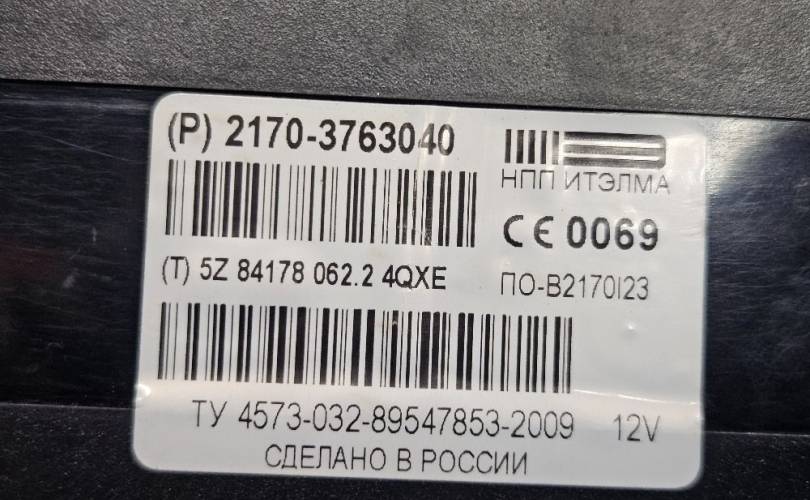 (P) 2170-3763040
НПП ИТЭЛМА
CE 0069
(T) 5Z 84178 062.2 4QXE
ПО-В2170I23
ТУ 4573-032-89547853-2009 12V
СДЕЛАНО В РОССИИ